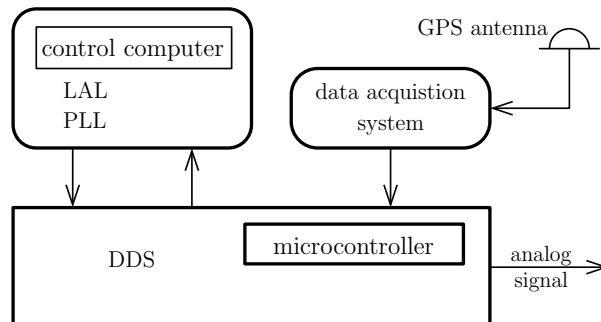 control computer
LAL
PLL
GPS antenna
data acquistion
system
microcontroller
DDS
analog
signal